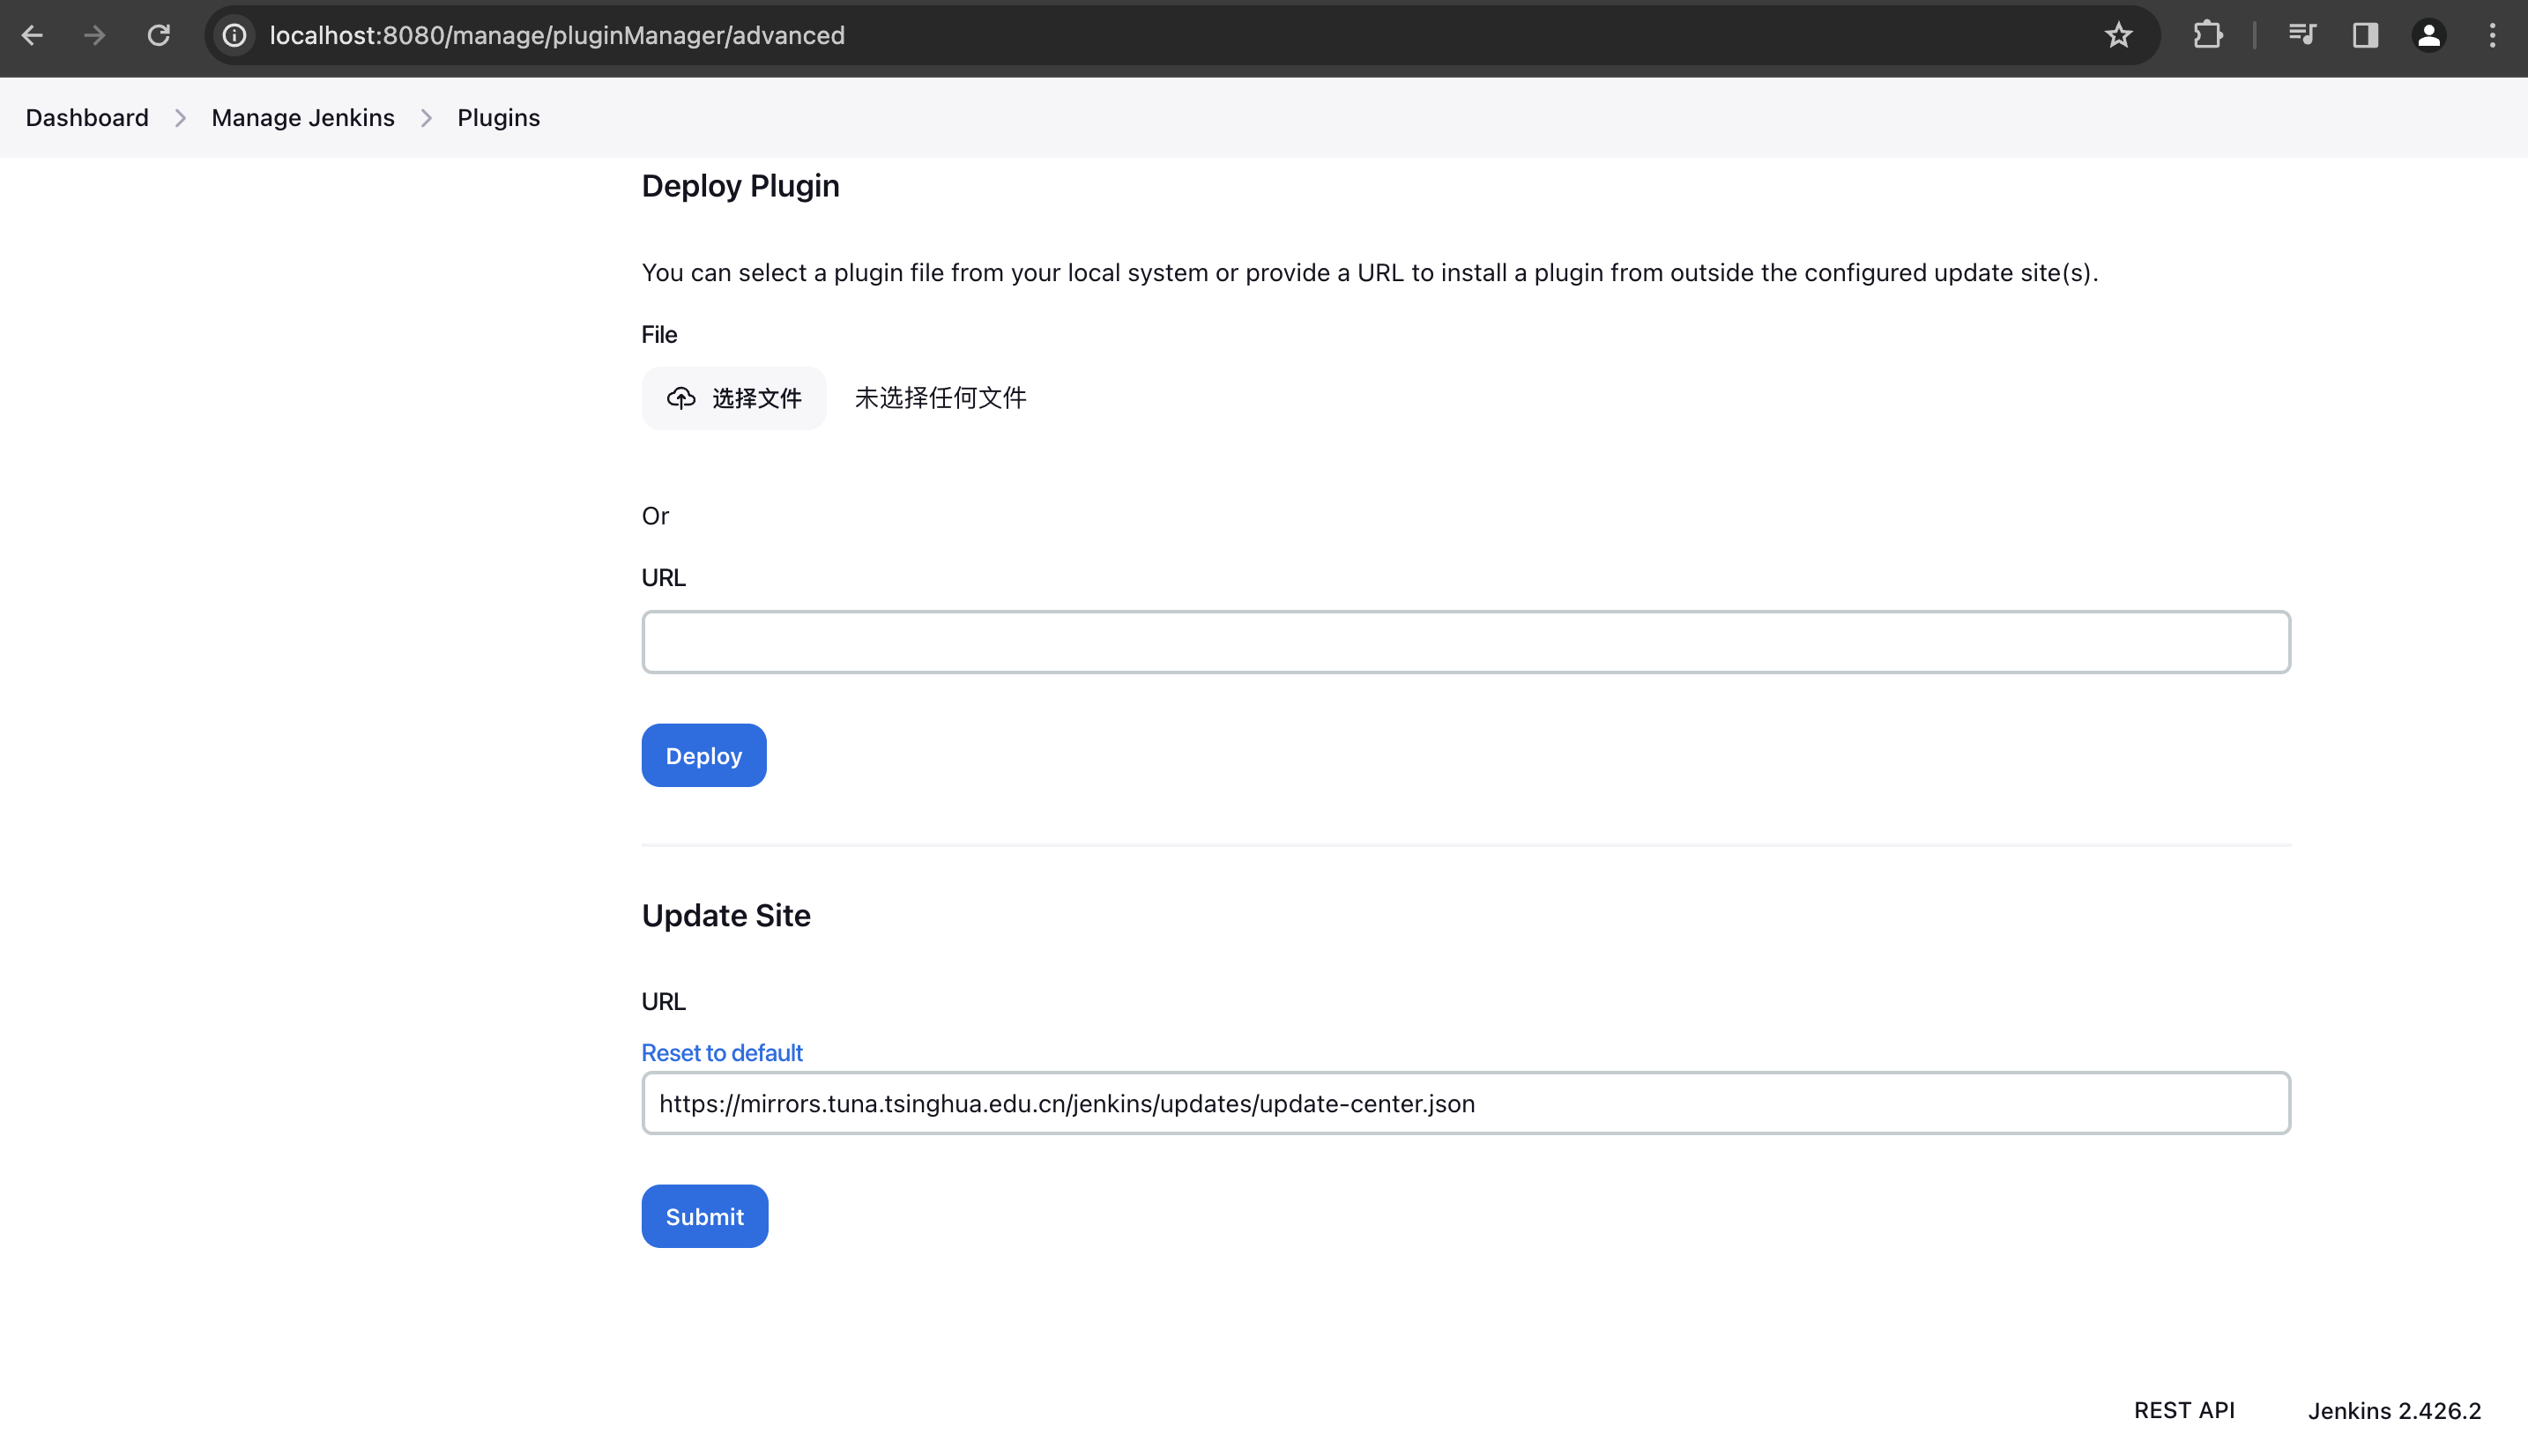 localhost:8080/manage/pluginManager/advanced
Dashboard Manage Jenkins Plugins
Deploy Plugin
You can select a plugin file from your local system or provide a URL to install a plugin from outside the configured update site(s).
File
选择文件 未选择任何文件
Or
URL
Deploy
Update Site
URL
Reset to default
https://mirrors.tuna.tsinghua.edu.cn/jenkins/updates/update-center.json
Submit
REST API Jenkins 2.426.2